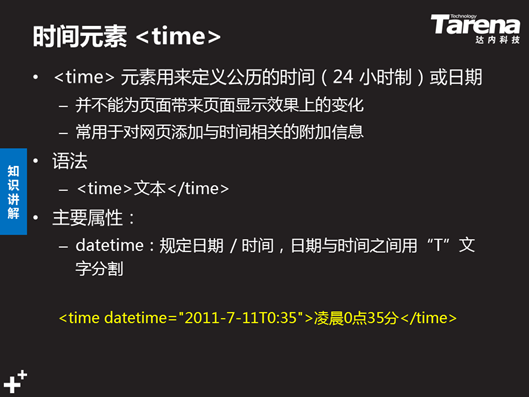 时间元素 <time>
Technology
Tarena
达内科技
• <time> 元素用来定义公历的时间（24 小时制）或日期
– 并不能为页面带来页面显示效果上的变化
– 常用于对网页添加与时间相关的附加信息
知识讲解
• 语法
– <time>文本</time>
• 主要属性：
– datetime：规定日期 / 时间，日期与时间之间用“T”文
字分割
<time datetime="2011-7-11T0:35">凌晨0点35分</time>